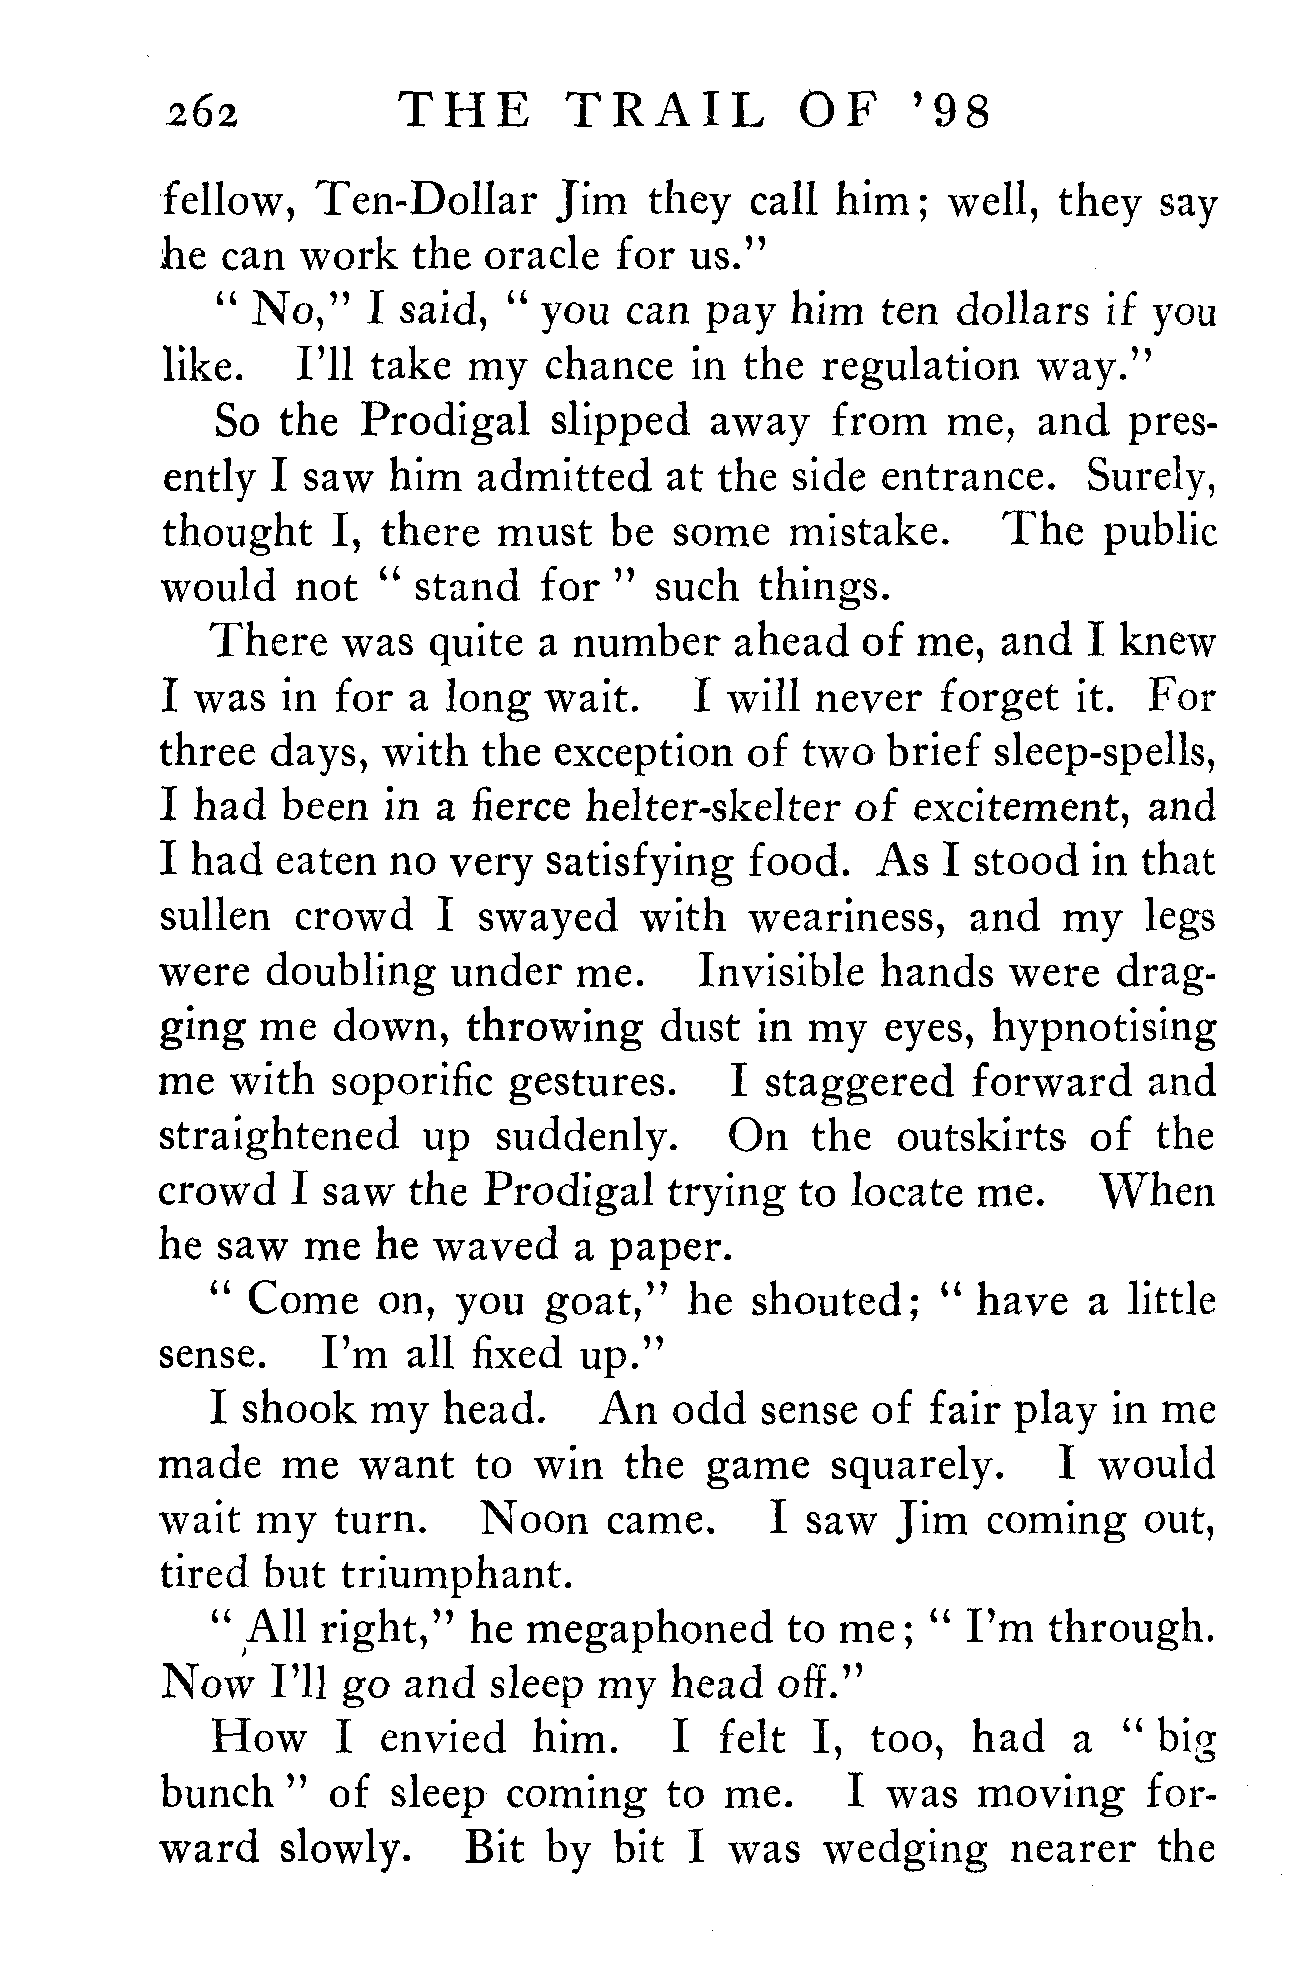 262 THE TRAIL OF '98
fellow, Ten-Dollar Jim they call him; well, they say
he can work the oracle for us."
" No," I said, " you can pay him ten dollars if you
like. I'll take my chance in the regulation way."
So the Prodigal slipped away from me, and pres-
ently I saw him admitted at the side entrance. Surely,
thought I, there must be some mistake. The public
would not " stand for " such things.
There was quite a number ahead of me, and I knew
I was in for a long wait. I will never forget it. For
three days, with the exception of two brief sleep-spells,
I had been in a fierce helter-skelter of excitement, and
I had eaten no very satisfying food. As I stood in that
sullen crowd I swayed with weariness, and my legs
were doubling under me. Invisible hands were drag-
ging me down, throwing dust in my eyes, hypnotising
me with soporific gestures. I staggered forward and
straightened up suddenly. On the outskirts of the
crowd I saw the Prodigal trying to locate me. When
he saw me he waved a paper.
" Come on, you goat," he shouted; " have a little
sense. I'm all fixed up."
I shook my head. An odd sense of fair play in me
made me want to win the game squarely. I would
wait my turn. Noon came. I saw Jim coming out,
tired but triumphant.
" All right," he megaphoned to me; " I'm through.
Now I'll go and sleep my head off."
How I envied him. I felt I, too, had a " big
bunch " of sleep coming to me. I was moving for-
ward slowly. Bit by bit I was wedging nearer the